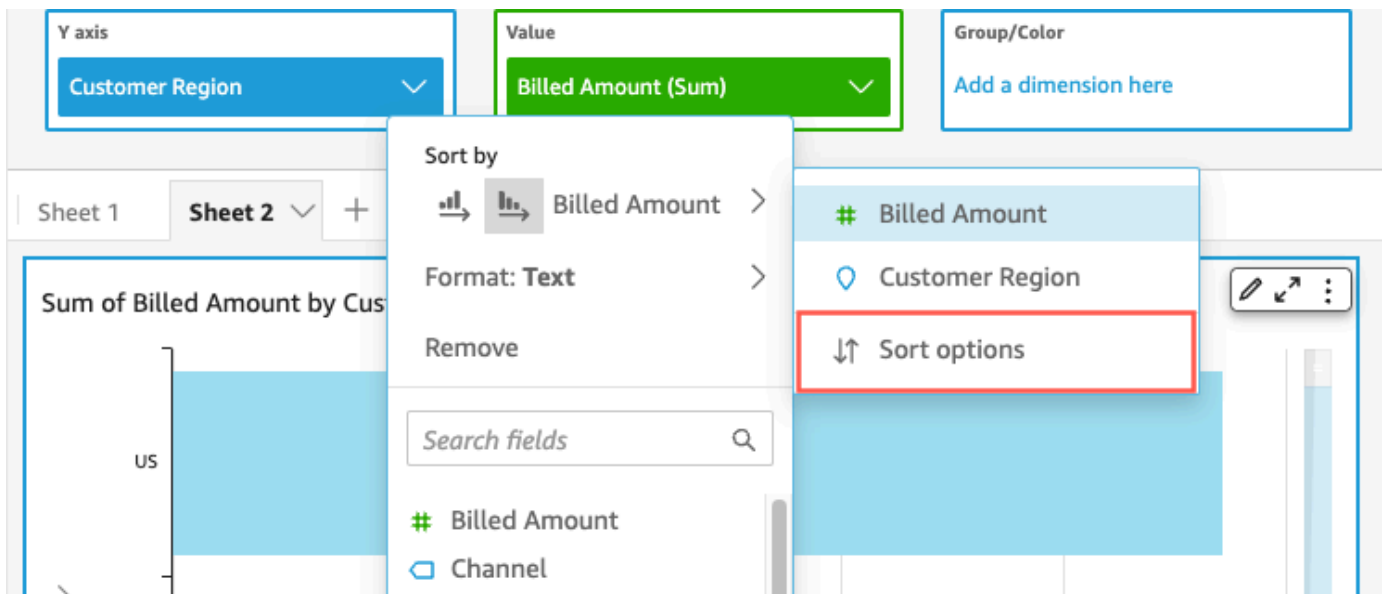 Y axis
Value
Group/Color
Customer Region
Billed Amount (Sum)
Add a dimension here
Sort by
Billed Amount
Billed Amount
Customer Region
Sort options
Sheet 1
Sheet 2
Format: Text
Remove
Sum of Billed Amount by Cus
Search fields
US
Billed Amount
Channel